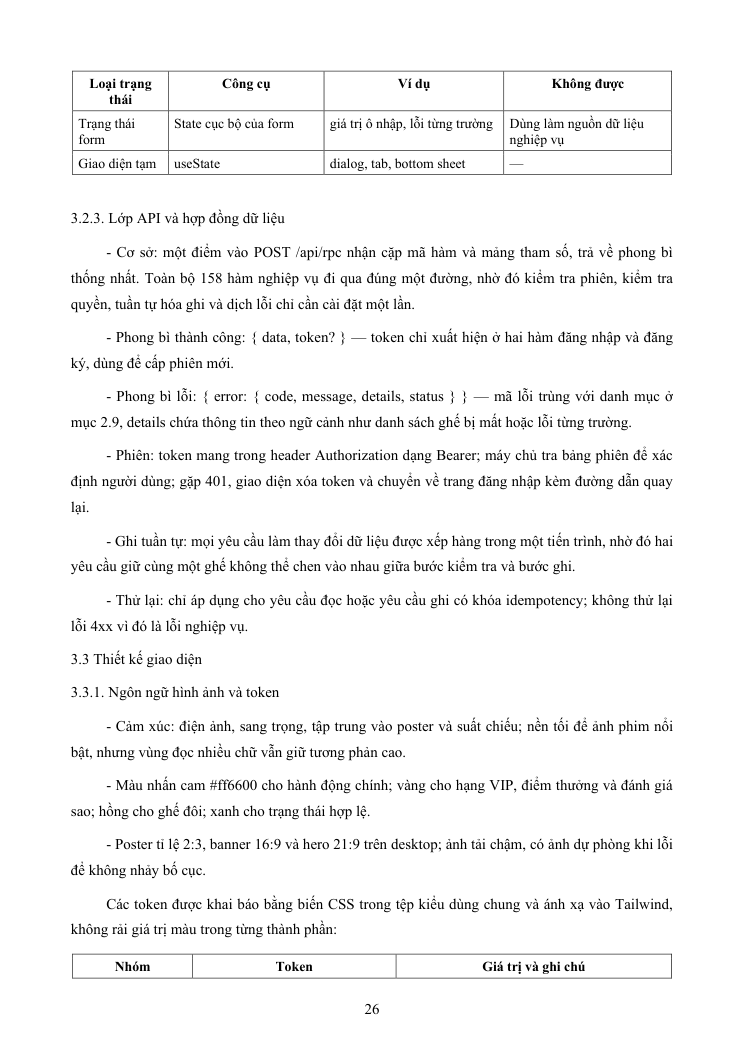 Loại trạng thái | Công cụ | Ví dụ | Không được
Trạng thái form | State cục bộ của form | giá trị ô nhập, lỗi từng trường | Dùng làm nguồn dữ liệu nghiệp vụ
Giao diện tạm | useState | dialog, tab, bottom sheet | —
3.2.3. Lớp API và hợp đồng dữ liệu
- Cơ sở: một điểm vào POST /api/rpc nhận cặp mã hàm và mảng tham số, trả về phong bì
thống nhất. Toàn bộ 158 hàm nghiệp vụ đi qua đúng một đường, nhờ đó kiểm tra phiên, kiểm tra
quyền, tuần tự hóa ghi và dịch lỗi chỉ cần cài đặt một lần.
- Phong bì thành công: { data, token? } — token chỉ xuất hiện ở hai hàm đăng nhập và đăng
ký, dùng để cấp phiên mới.
- Phong bì lỗi: { error: { code, message, details, status } } — mã lỗi trùng với danh mục ở
mục 2.9, details chứa thông tin theo ngữ cảnh như danh sách ghế bị mất hoặc lỗi từng trường.
- Phiên: token mang trong header Authorization dạng Bearer; máy chủ tra bảng phiên để xác
định người dùng; gặp 401, giao diện xóa token và chuyển về trang đăng nhập kèm đường dẫn quay
lại.
- Ghi tuần tự: mọi yêu cầu làm thay đổi dữ liệu được xếp hàng trong một tiến trình, nhờ đó hai
yêu cầu giữ cùng một ghế không thể chen vào nhau giữa bước kiểm tra và bước ghi.
- Thử lại: chỉ áp dụng cho yêu cầu đọc hoặc yêu cầu ghi có khóa idempotency; không thử lại
lỗi 4xx vì đó là lỗi nghiệp vụ.
3.3 Thiết kế giao diện
3.3.1. Ngôn ngữ hình ảnh và token
- Cảm xúc: điện ảnh, sang trọng, tập trung vào poster và suất chiếu; nền tối để ảnh phim nổi
bật, nhưng vùng đọc nhiều chữ vẫn giữ tương phản cao.
- Màu nhấn cam #ff6600 cho hành động chính; vàng cho hạng VIP, điểm thưởng và đánh giá
sao; hồng cho ghế đôi; xanh cho trạng thái hợp lệ.
- Poster tỉ lệ 2:3, banner 16:9 và hero 21:9 trên desktop; ảnh tải chậm, có ảnh dự phòng khi lỗi
để không nhảy bố cục.
Các token được khai báo bằng biến CSS trong tệp kiểu dùng chung và ánh xạ vào Tailwind,
không rải giá trị màu trong từng thành phần:
Nhóm | Token | Giá trị và ghi chú
26